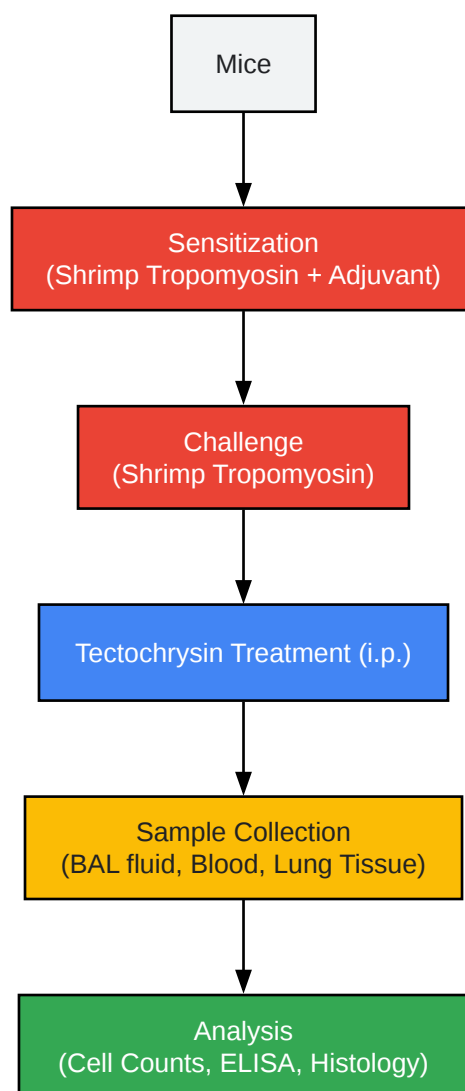 Mice
Sensitization
(Shrimp Tropomyosin + Adjuvant)
Challenge
(Shrimp Tropomyosin)
Tectochrysin Treatment (i.p.)
Sample Collection
(BAL fluid, Blood, Lung Tissue)
Analysis
(Cell Counts, ELISA, Histology)